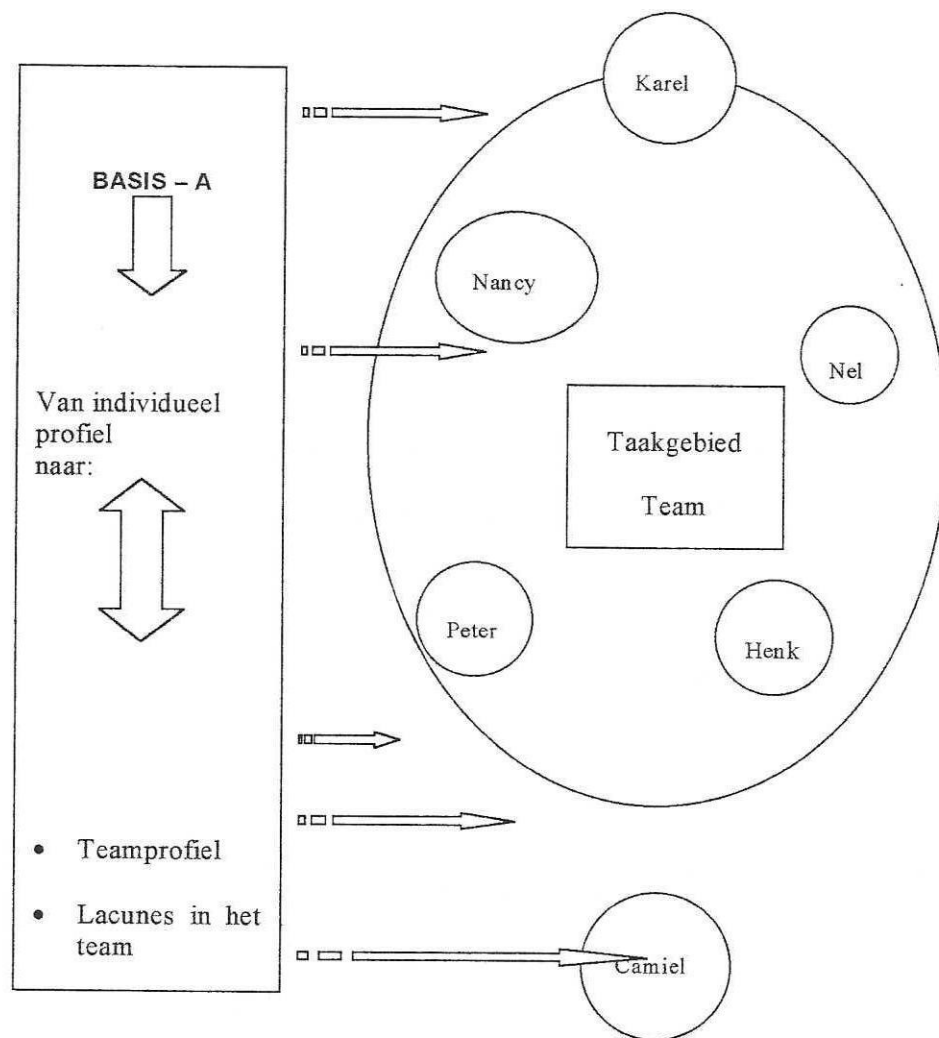 BASIS – A
Van individueel
profiel
naar:
• Teamprofiel
• Lacunes in het
team
Karel
Nancy
Nel
Taakgebied
Team
Peter
Henk
Camiel